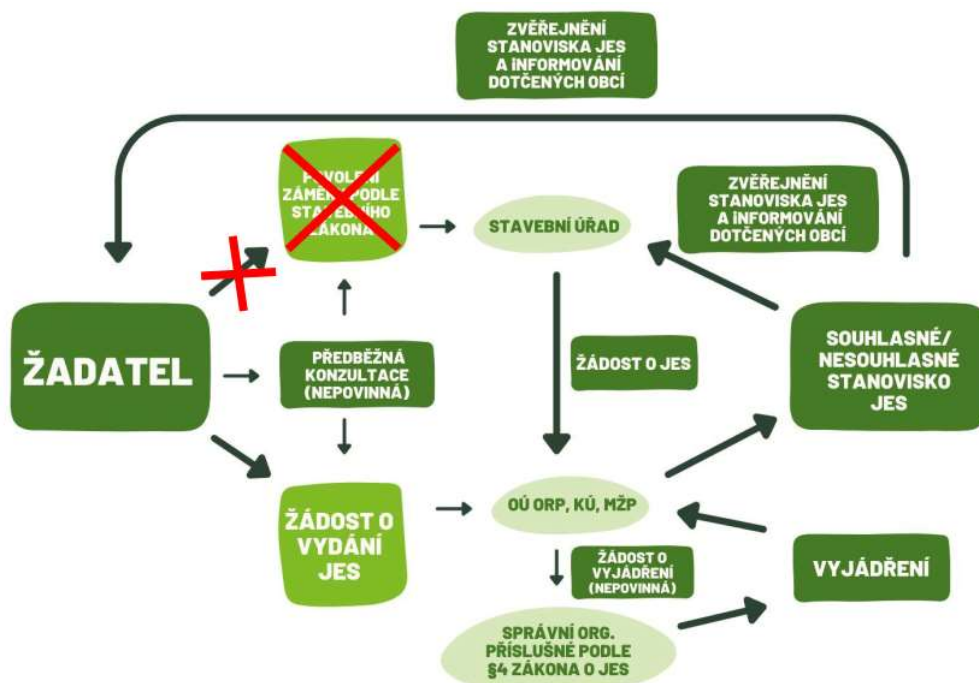 ZVĚŘEJNĚNÍ
STANOVISKA JES
A INFORMOVÁNÍ
DOTČENÝCH OBCÍ
POVOLENÍ
ZÁMĚRU PODLE
STAVEBNÍHO
ZÁKONA
STAVEBNÍ ÚŘAD
ZVĚŘEJNĚNÍ
STANOVISKA JES
A INFORMOVÁNÍ
DOTČENÝCH OBCÍ
ŽADATEL
PŘEDBĚŽNÁ
KONZULTACE
(NEPOVINNÁ)
ŽÁDOST O JES
SOUHLASNÉ/
NESOUHLASNÉ
STANOVISKO
JES
ŽÁDOST O
VYDÁNÍ
JES
OÚ ORP, KÚ, MŽP
ŽÁDOST O
VYJÁDŘENÍ
(NEPOVINNÁ)
VYJÁDŘENÍ
SPRÁVNÍ ORG.
PŘÍSLUŠNÉ PODLE
§4 ZÁKONA O JES